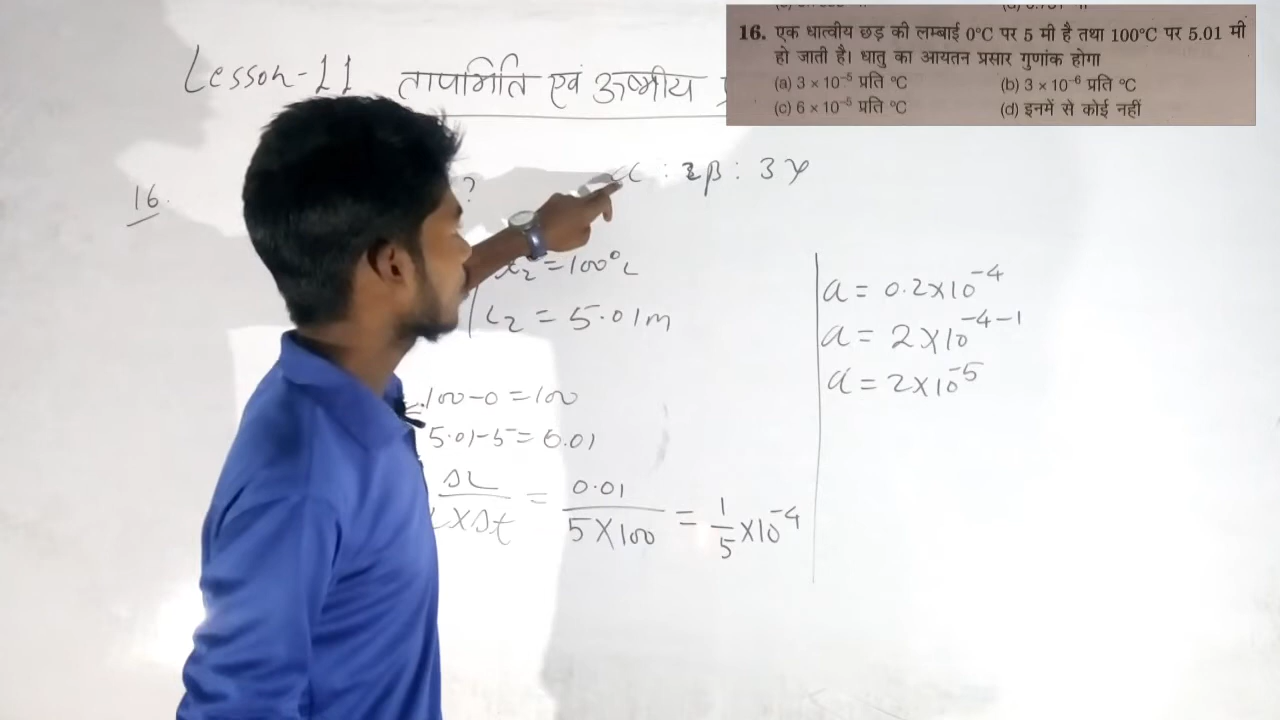 16. एक धात्वीय छड़ की लम्बाई 0°C पर 5 मी है तथा 100°C पर 5.01 मी
हो जाती है। धातु का आयतन प्रसार गुणांक होगा
(a) 3 × 10⁻⁵ प्रति °C (b) 3 × 10⁻⁶ प्रति °C
(c) 6 × 10⁻⁵ प्रति °C (d) इनमें से कोई नहीं
Lesson-11 तापमिति एवं ऊष्मीय
16. ? α : 2β : 3γ
t₂ = 100°C
L₂ = 5.01m
100-0 = 100
5.01-5 = 0.01
ΔL / L×Δt = 0.01 / 5×100 = 1/5 ×10⁻⁴
α = 0.2×10⁻⁴
α = 2×10⁻⁴⁻¹
α = 2×10⁻⁵